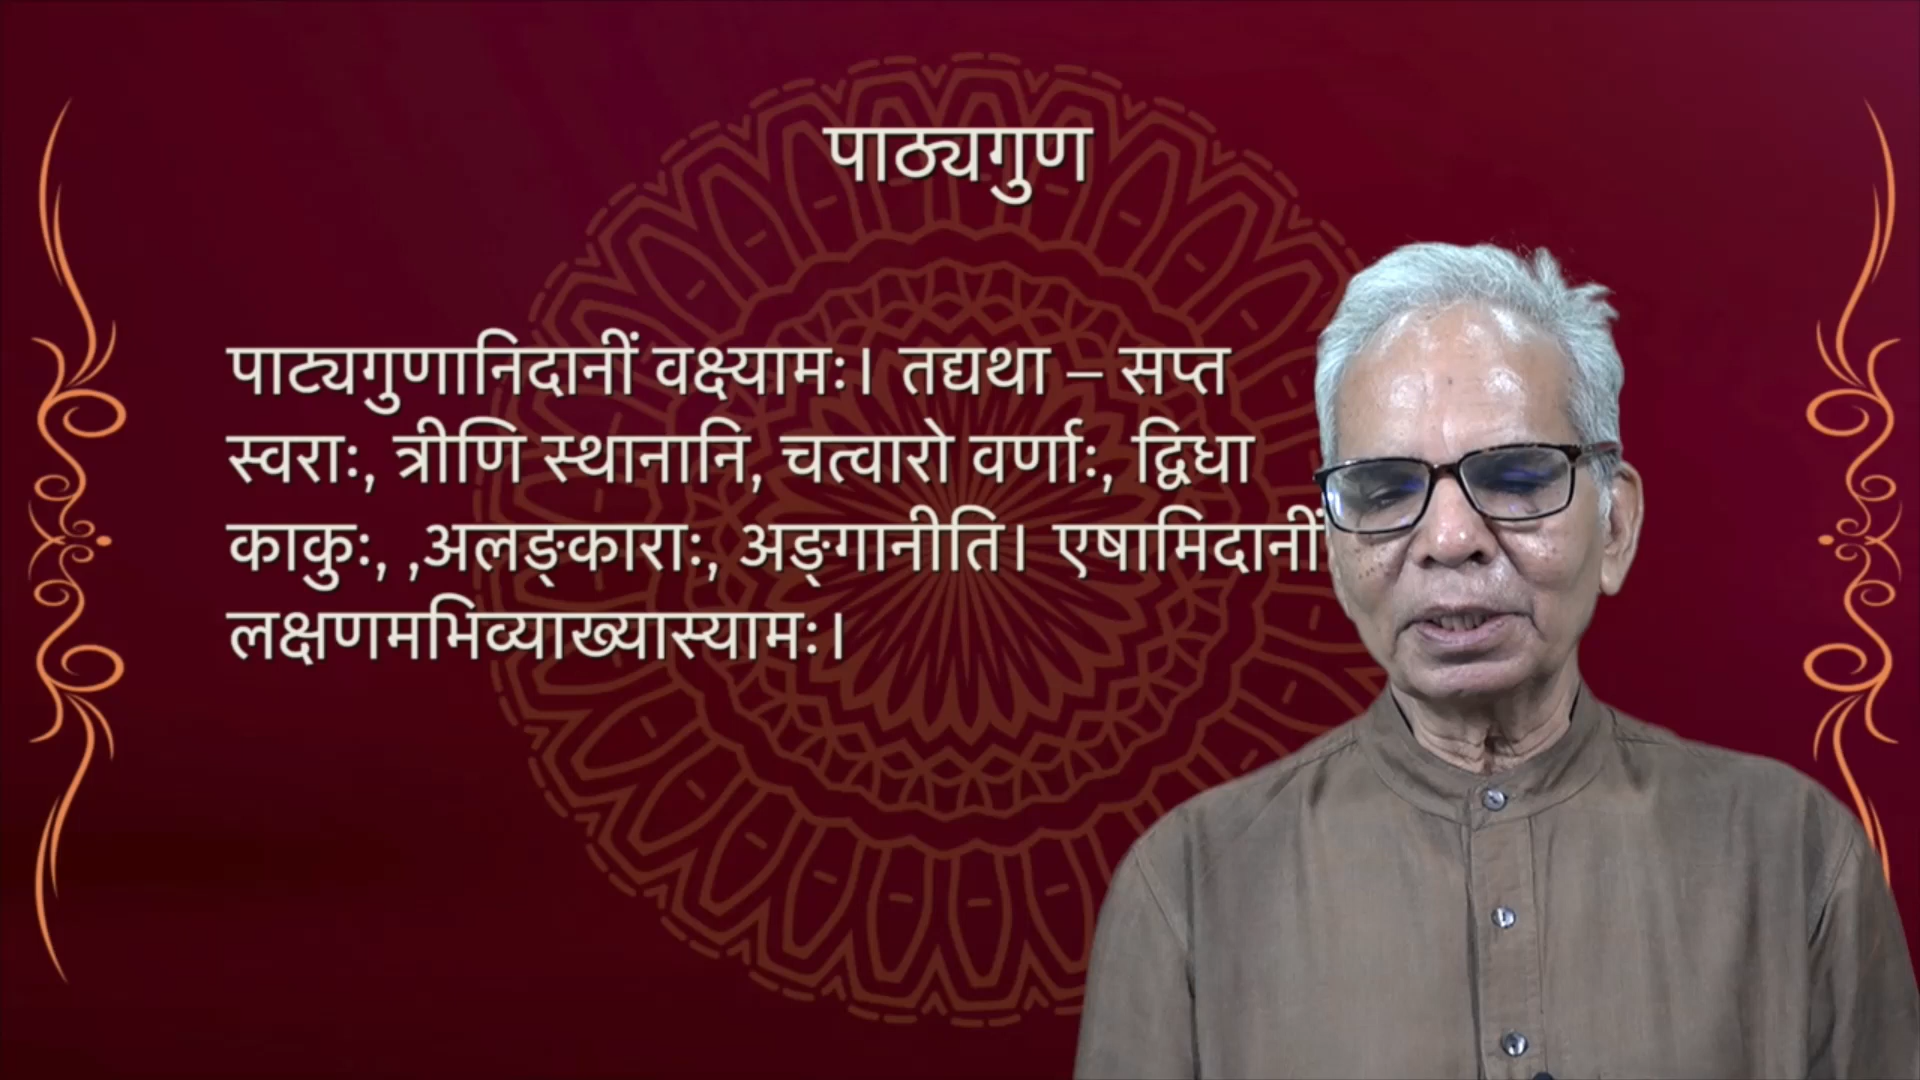 पाठ्यगुण
पाट्यगुणानिदानीं वक्ष्यामः। तद्यथा – सप्त
स्वराः, त्रीणि स्थानानि, चत्वारो वर्णाः, द्विधा
काकुः, ,अलङ्काराः, अङ्गानीति। एषामिदानीं
लक्षणमभिव्याख्यास्यामः।